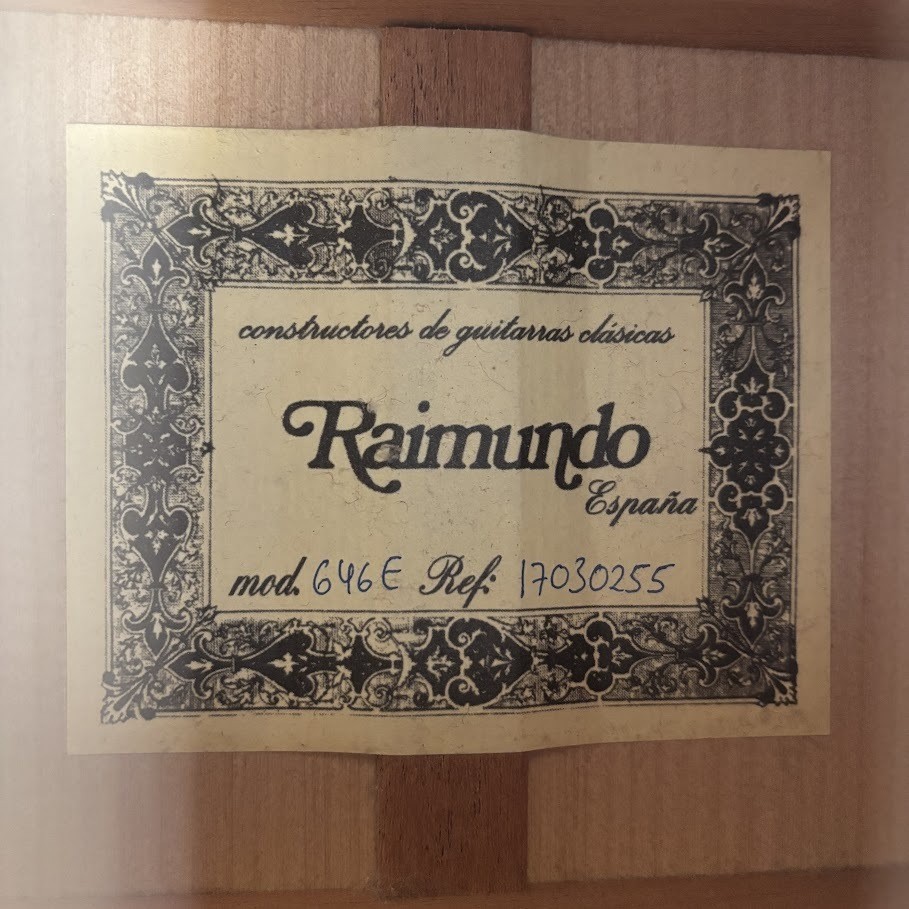 constructores de guitarras clásicas
Raimundo
España
mod. 646E Ref: 17030255